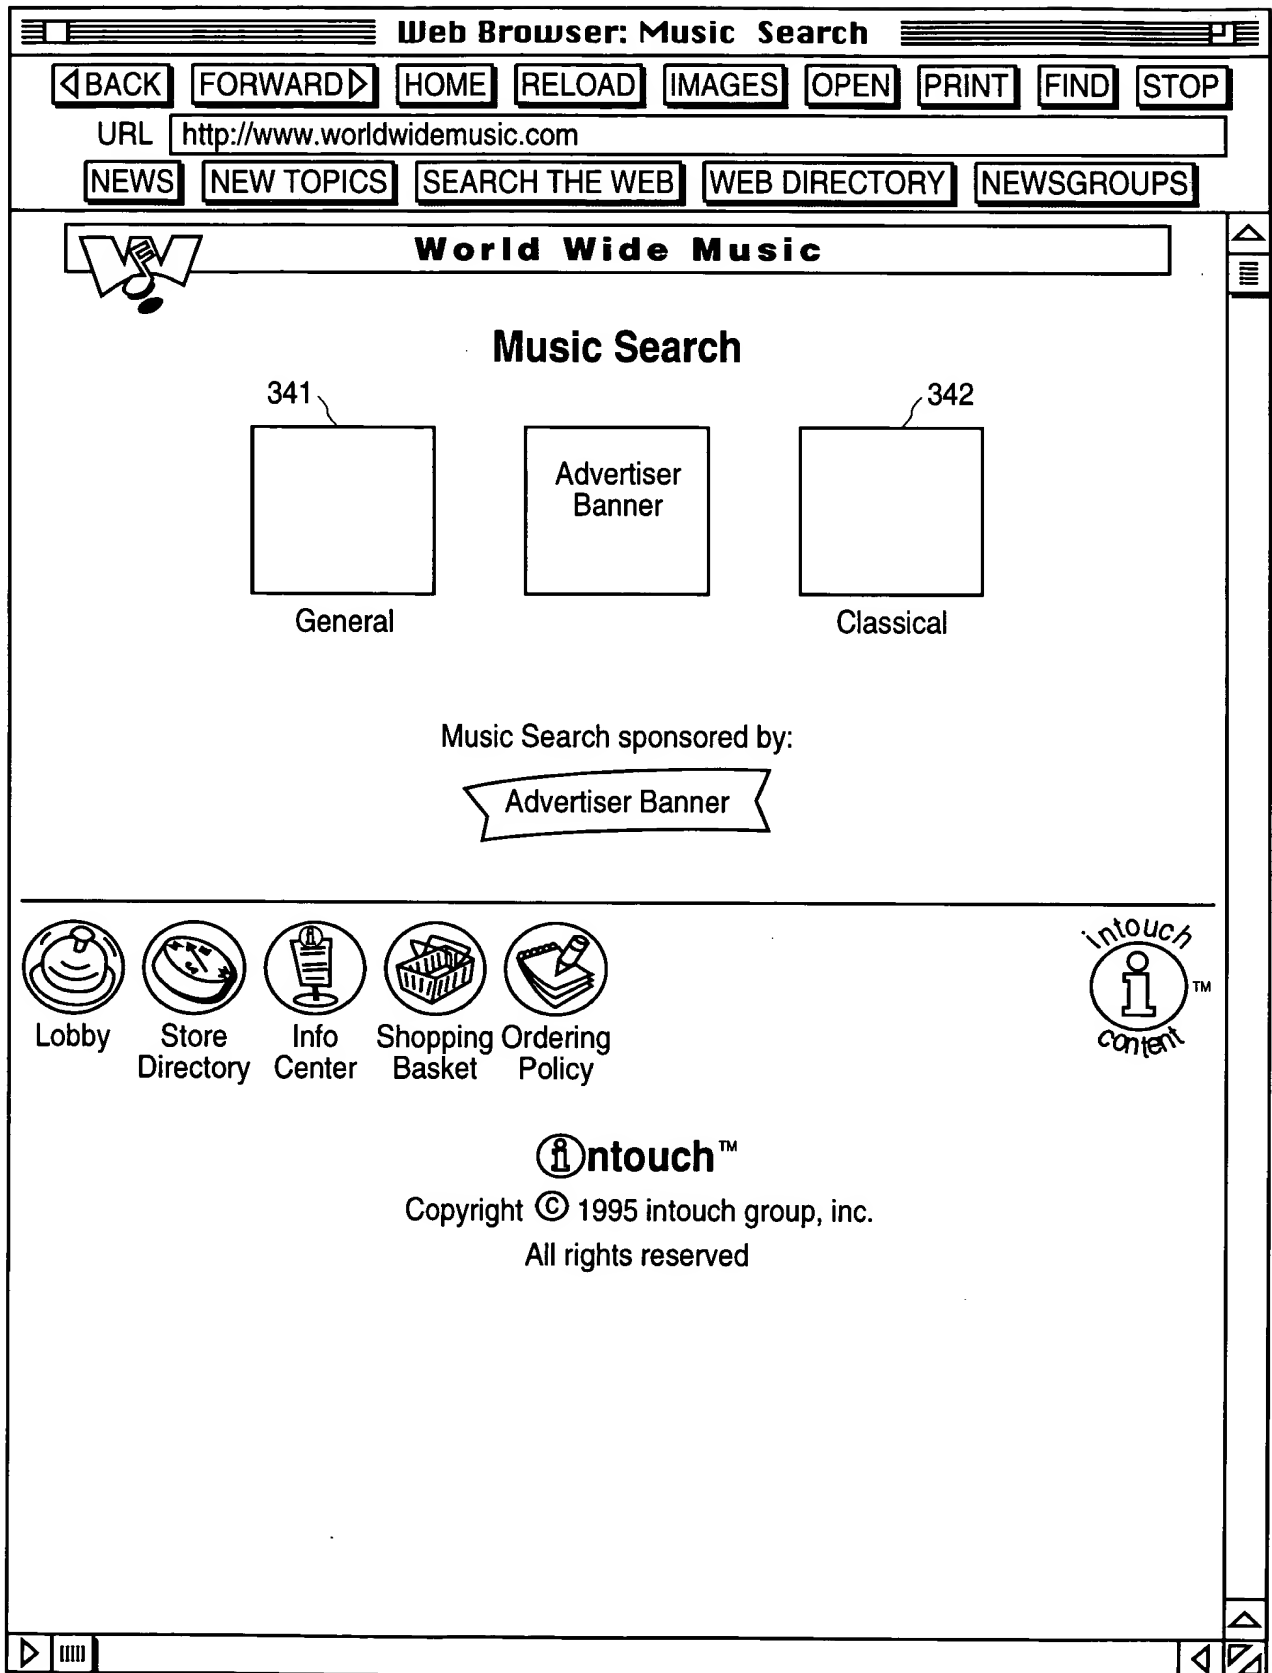 Web Browser: Music Search
BACK FORWARD HOME RELOAD IMAGES OPEN PRINT FIND STOP
URL http://www.worldwidemusic.com
NEWS NEW TOPICS SEARCH THE WEB WEB DIRECTORY NEWSGROUPS
World Wide Music
Music Search
341 342
Advertiser
Banner
General Classical
Music Search sponsored by:
Advertiser Banner
intouch
i TM
content
Lobby Store Info Shopping Ordering
Directory Center Basket Policy
intouch™
Copyright © 1995 intouch group, inc.
All rights reserved